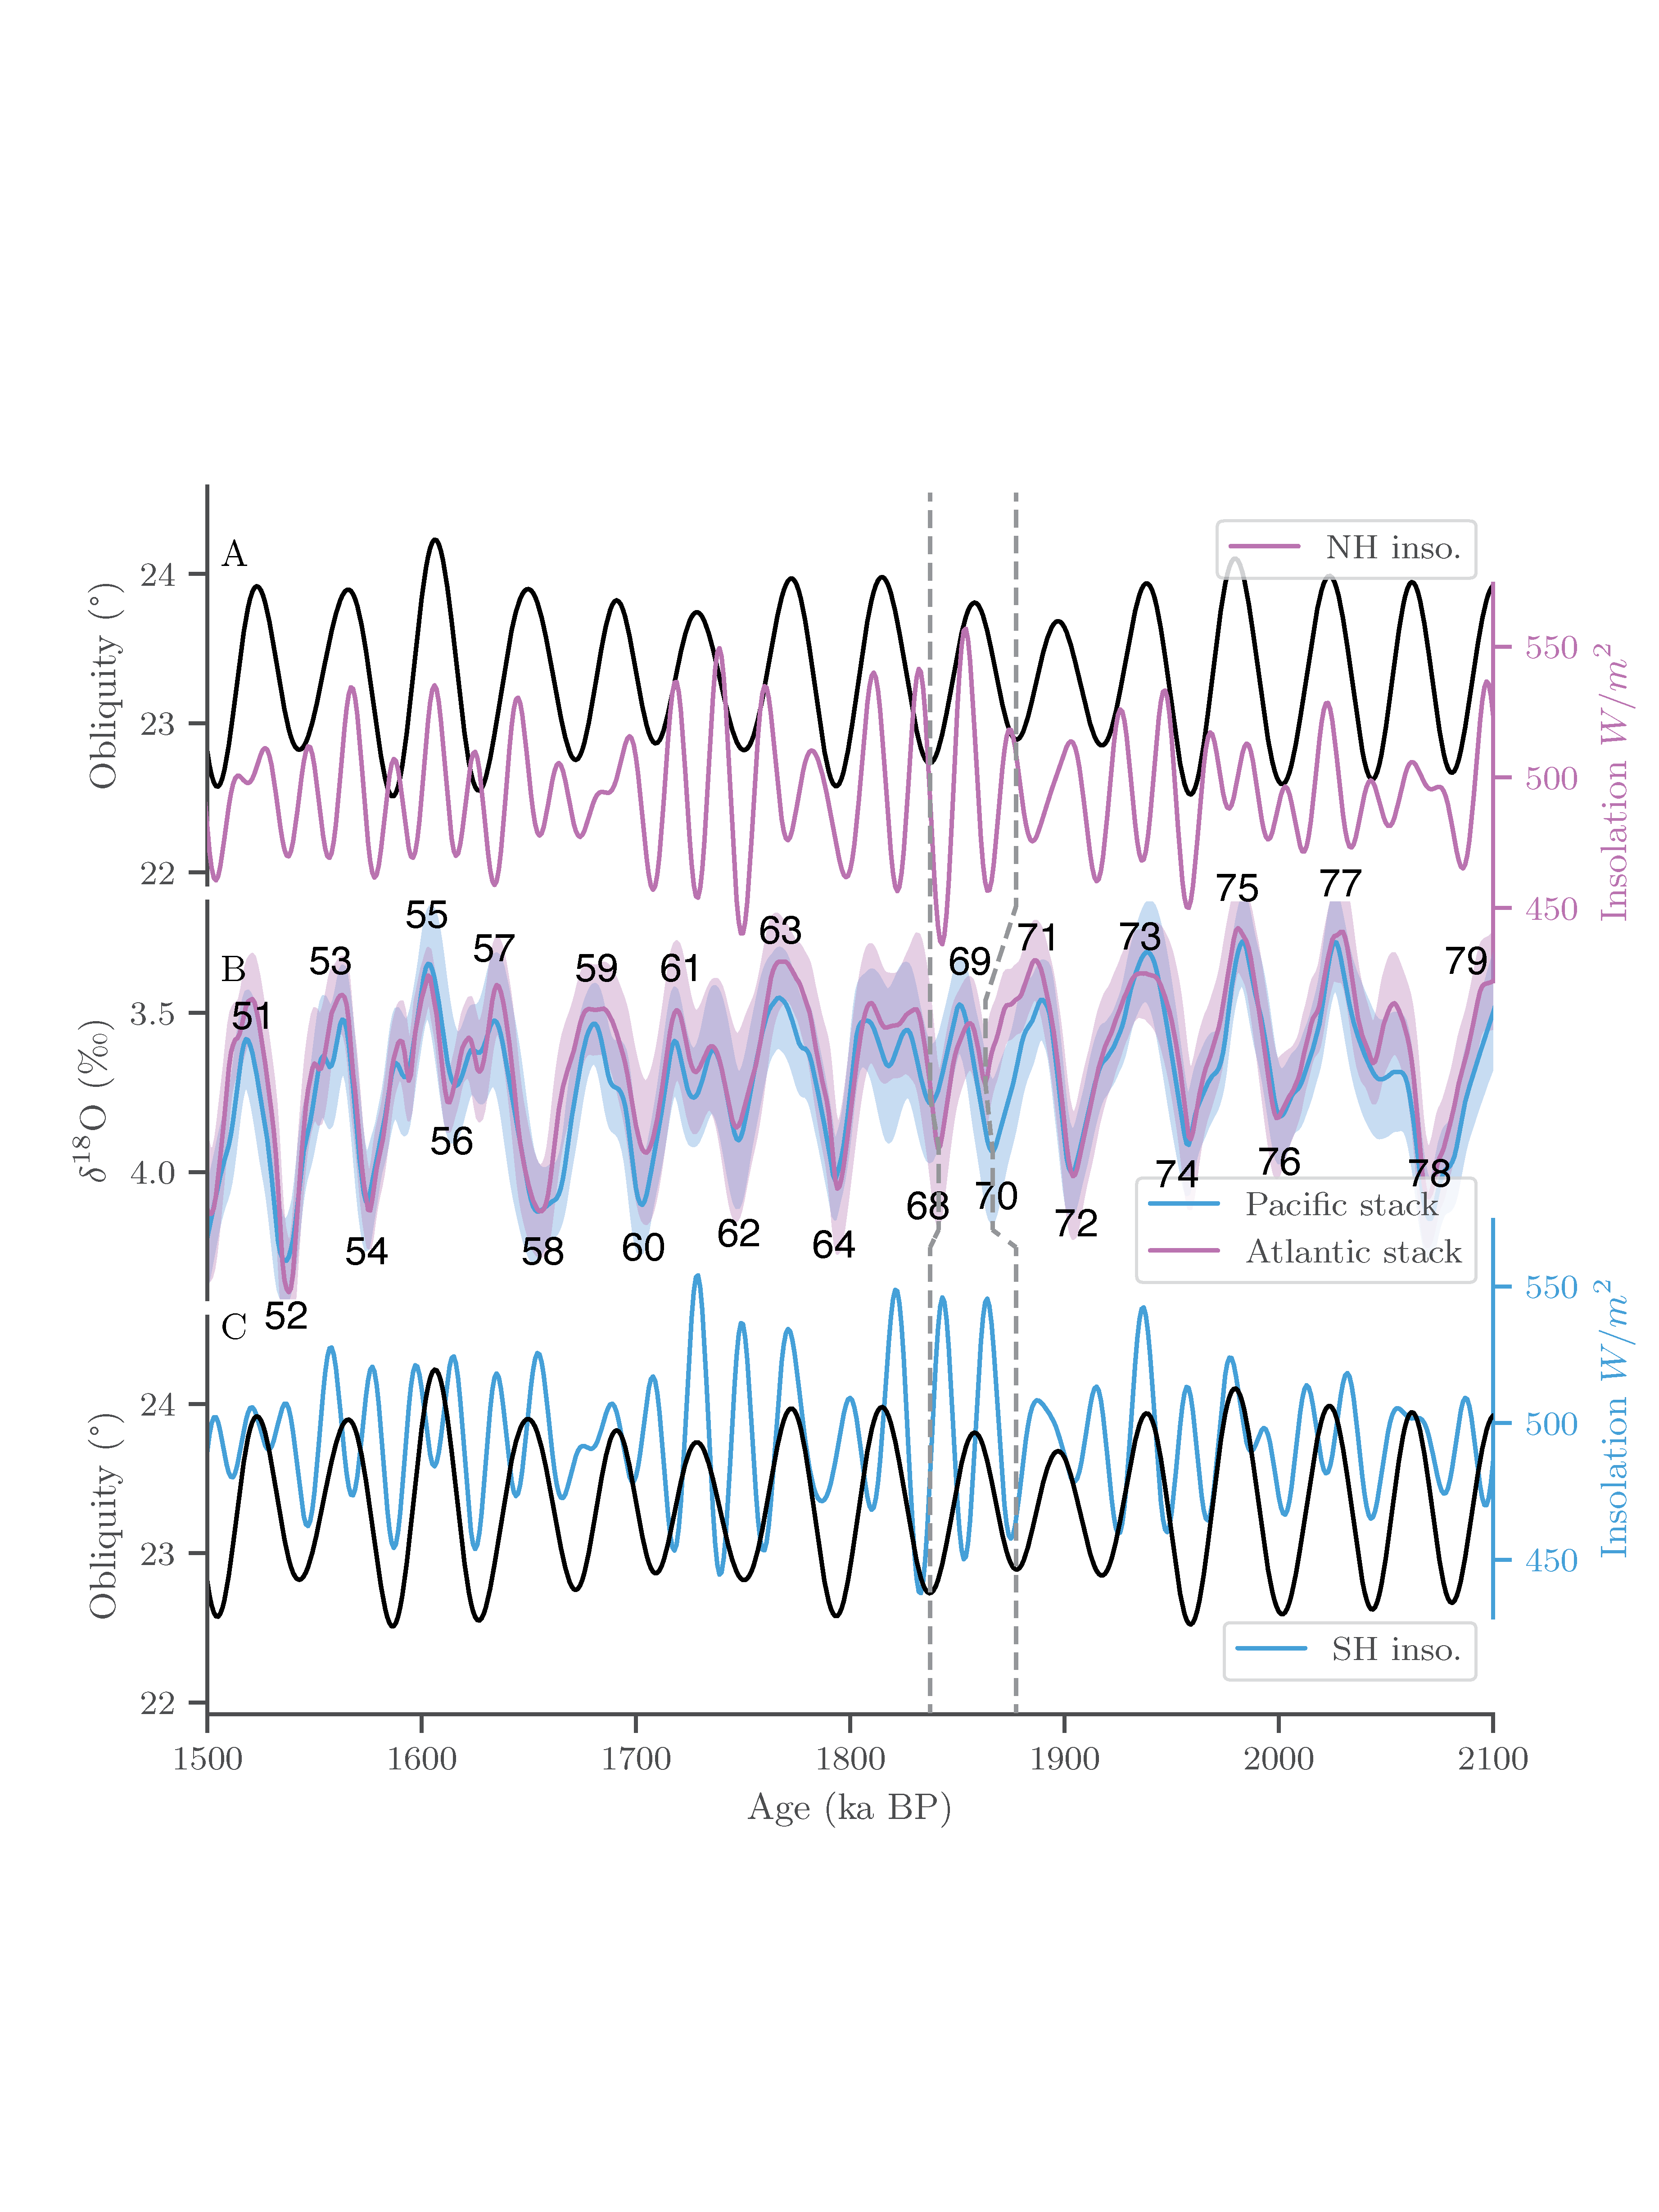 A
NH inso.
24
23
22
Obliquity (°)
550
500
450
Insolation W/m²
B
51
52
53
54
55
56
57
58
59
60
61
62
63
64
68
69
70
71
72
73
74
75
76
77
78
79
3.5
4.0
δ¹⁸O (‰)
Pacific stack
Atlantic stack
C
24
23
22
Obliquity (°)
550
500
450
Insolation W/m²
SH inso.
1500 1600 1700 1800 1900 2000 2100
Age (ka BP)